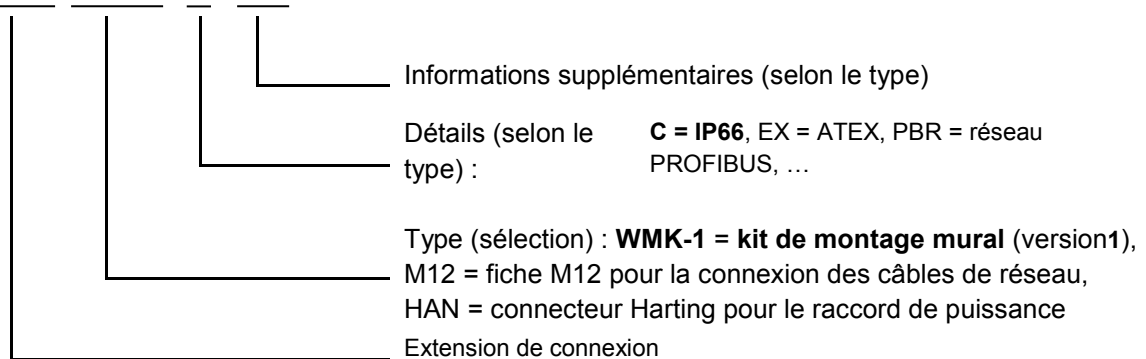 Informations supplémentaires (selon le type)
Détails (selon le type) :
C = IP66, EX = ATEX, PBR = réseau
PROFIBUS, …
Type (sélection) : WMK-1 = kit de montage mural (version1),
M12 = fiche M12 pour la connexion des câbles de réseau,
HAN = connecteur Harting pour le raccord de puissance
Extension de connexion